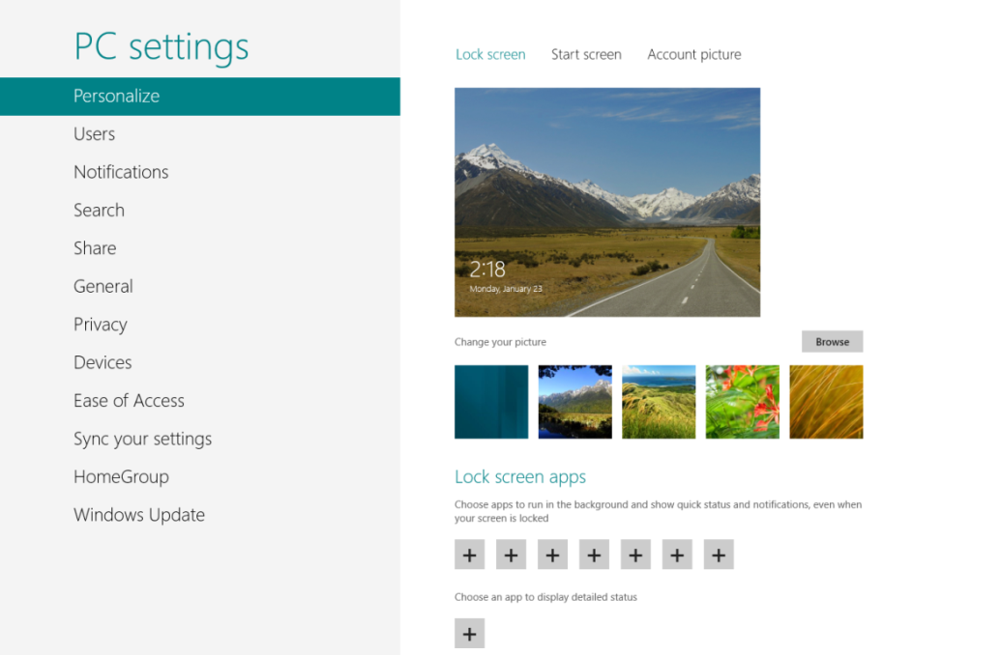 PC settings
Personalize
Users
Notifications
Search
Share
General
Privacy
Devices
Ease of Access
Sync your settings
HomeGroup
Windows Update
Lock screen
Start screen
Account picture
2:18
Monday, January 23
Change your picture
Browse
Lock screen apps
Choose apps to run in the background and show quick status and notifications, even when
your screen is locked
+ + + + + + +
Choose an app to display detailed status
+